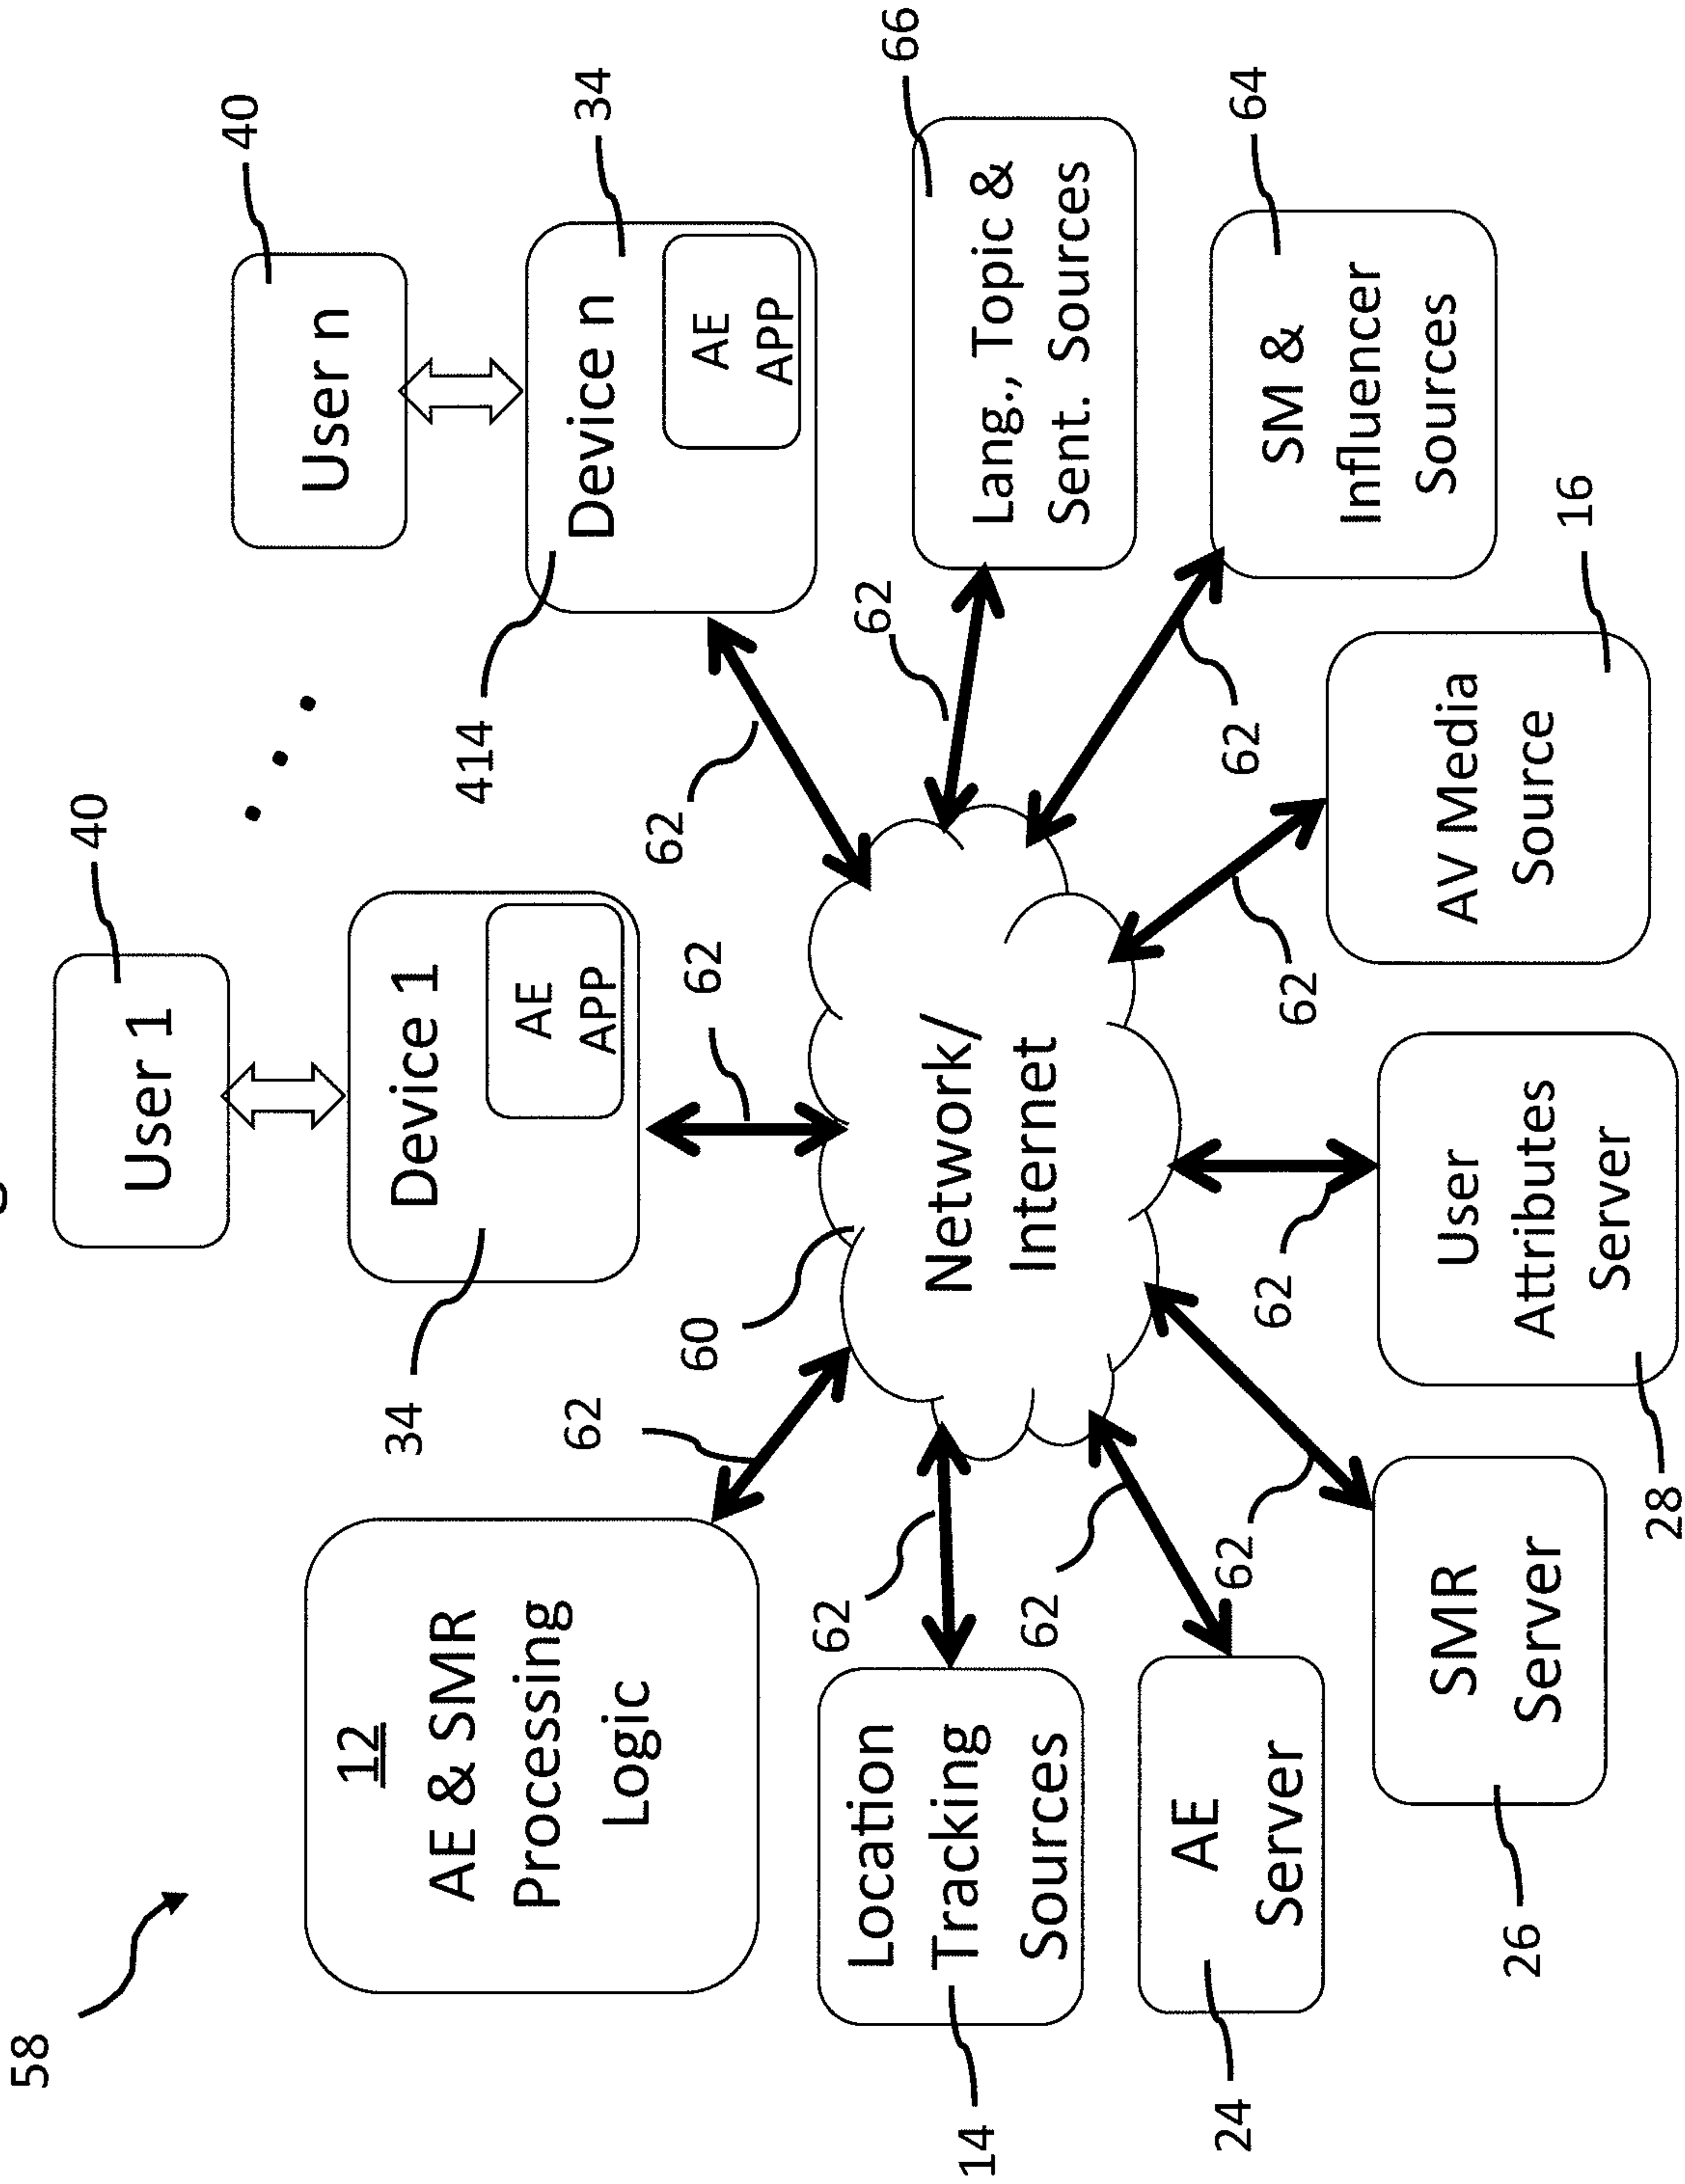 58
40
User 1
40
User n
12
AE & SMR
Processing
Logic
34
Device 1
AE
APP
414
Device n
34
AE
APP
62
60
62
62
62
62
66
Lang., Topic &
Sent. Sources
14
Location
Tracking
Sources
Network/
Internet
62
62
62
62
62
24
AE
Server
64
SM &
Influencer
Sources
26
SMR
Server
28
User
Attributes
Server
16
AV Media
Source